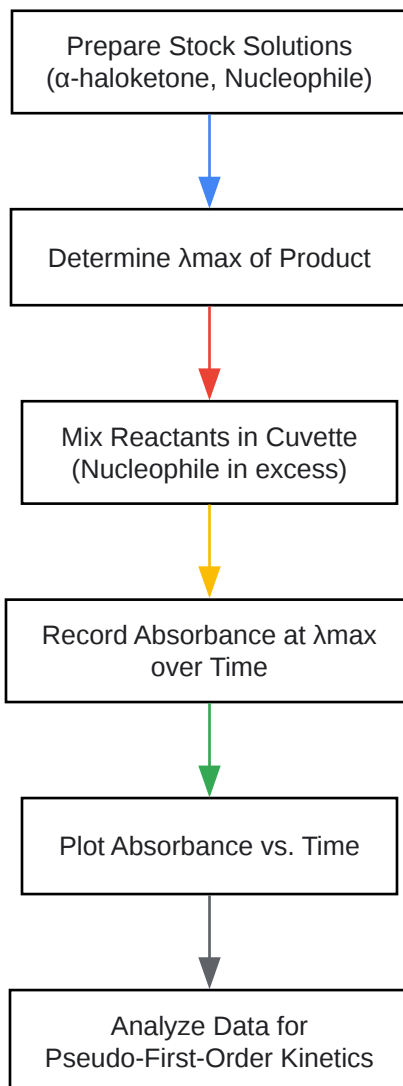 Prepare Stock Solutions
(α-haloketone, Nucleophile)
Determine λmax of Product
Mix Reactants in Cuvette
(Nucleophile in excess)
Record Absorbance at λmax
over Time
Plot Absorbance vs. Time
Analyze Data for
Pseudo-First-Order Kinetics